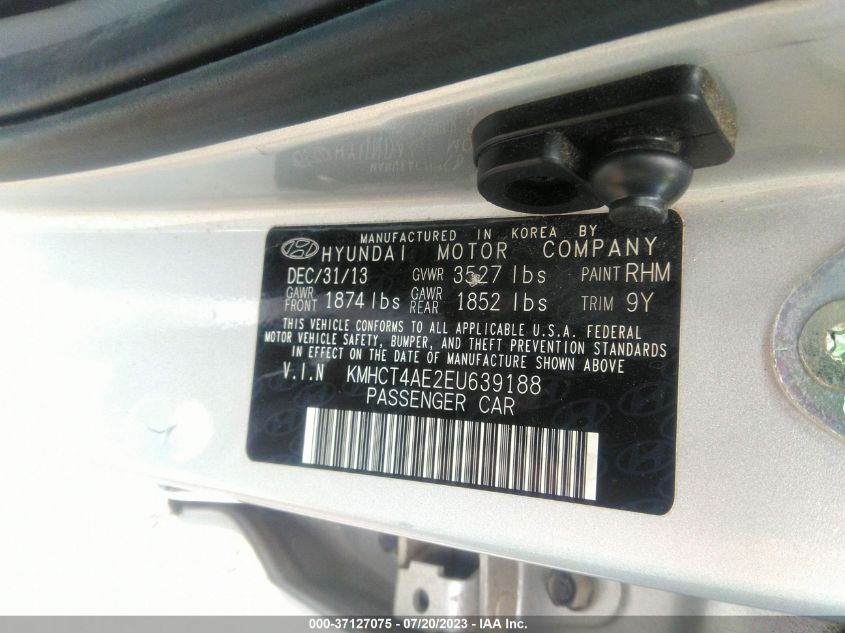 MANUFACTURED IN KOREA BY
HYUNDAI MOTOR COMPANY
DEC/31/13 GVWR 3527 lbs PAINT RHM
GAWR FRONT 1874 lbs GAWR REAR 1852 lbs TRIM 9Y
THIS VEHICLE CONFORMS TO ALL APPLICABLE U.S.A. FEDERAL
MOTOR VEHICLE SAFETY, BUMPER, AND THEFT PREVENTION STANDARDS
IN EFFECT ON THE DATE OF MANUFACTURE SHOWN ABOVE
V.I.N KMHCT4AE2EU639188
PASSENGER CAR
000-37127075 - 07/20/2023 - IAA Inc.